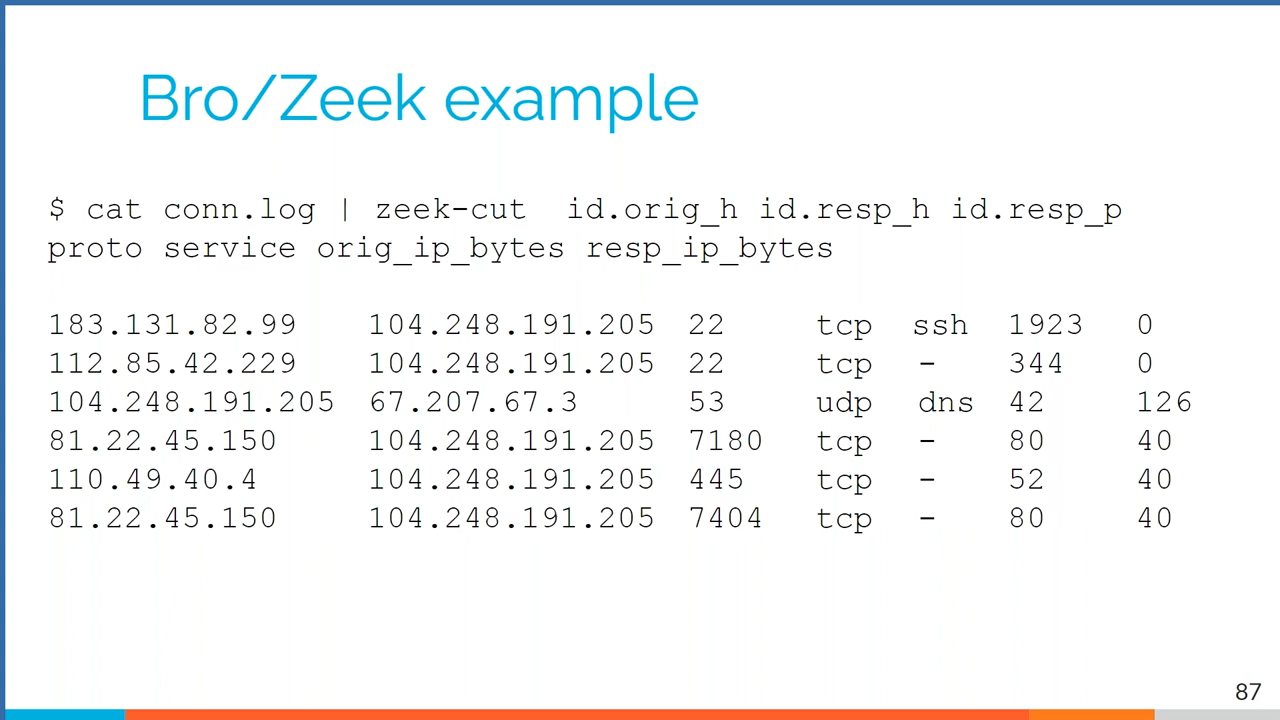 Bro/Zeek example
$ cat conn.log | zeek-cut  id.orig_h id.resp_h id.resp_p
proto service orig_ip_bytes resp_ip_bytes
183.131.82.99 104.248.191.205 22 tcp ssh 1923 0
112.85.42.229 104.248.191.205 22 tcp - 344 0
104.248.191.205 67.207.67.3 53 udp dns 42 126
81.22.45.150 104.248.191.205 7180 tcp - 80 40
110.49.40.4 104.248.191.205 445 tcp - 52 40
81.22.45.150 104.248.191.205 7404 tcp - 80 40
87